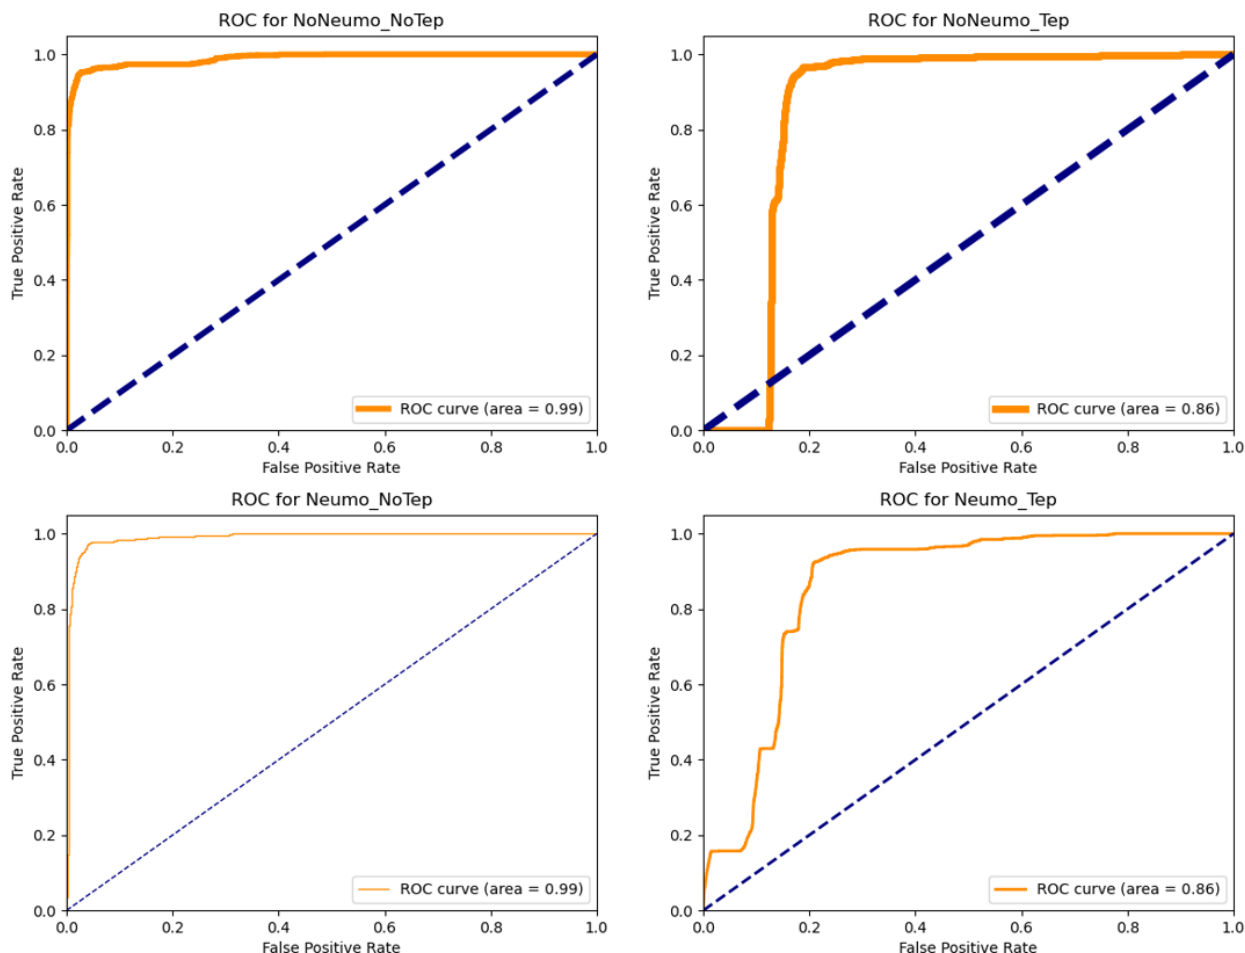 ROC for NoNeumo_NoTep
1.0
0.8
0.6
0.4
0.2
0.0
True Positive Rate
ROC curve (area = 0.99)
0.0 0.2 0.4 0.6 0.8 1.0
False Positive Rate
ROC for NoNeumo_Tep
1.0
0.8
0.6
0.4
0.2
0.0
True Positive Rate
ROC curve (area = 0.86)
0.0 0.2 0.4 0.6 0.8 1.0
False Positive Rate
ROC for Neumo_NoTep
1.0
0.8
0.6
0.4
0.2
0.0
True Positive Rate
ROC curve (area = 0.99)
0.0 0.2 0.4 0.6 0.8 1.0
False Positive Rate
ROC for Neumo_Tep
1.0
0.8
0.6
0.4
0.2
0.0
True Positive Rate
ROC curve (area = 0.86)
0.0 0.2 0.4 0.6 0.8 1.0
False Positive Rate